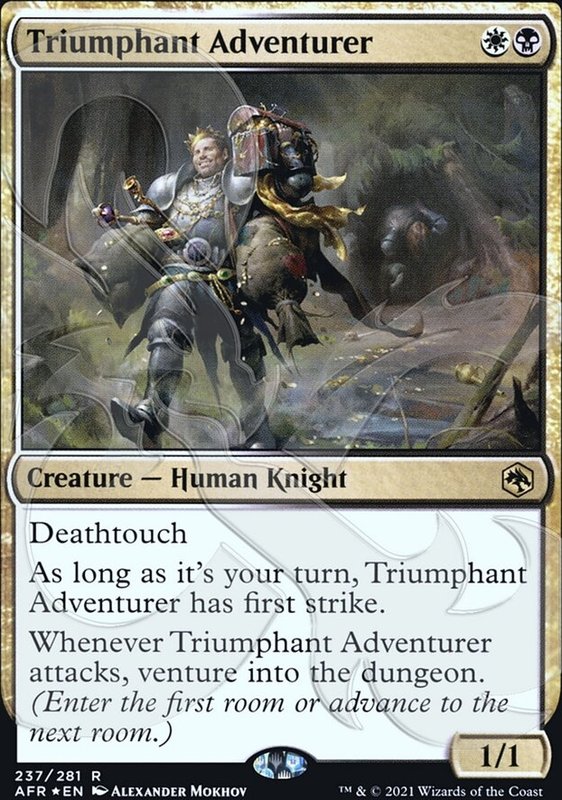 Triumphant Adventurer
Creature — Human Knight
Deathtouch
As long as it's your turn, Triumphant
Adventurer has first strike.
Whenever Triumphant Adventurer
attacks, venture into the dungeon.
(Enter the first room or advance to the
next room.)
1/1
237/281 R
AFR ★ EN Alexander Mokhov
™ & © 2021 Wizards of the Coast